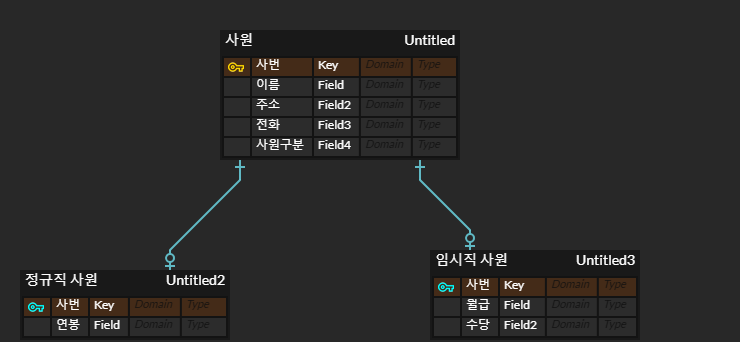 사원 Untitled
사번 Key Domain Type
이름 Field Domain Type
주소 Field2 Domain Type
전화 Field3 Domain Type
사원구분 Field4 Domain Type
정규직 사원 Untitled2
사번 Key Domain Type
연봉 Field Domain Type
임시직 사원 Untitled3
사번 Key Domain Type
월급 Field Domain Type
수당 Field2 Domain Type